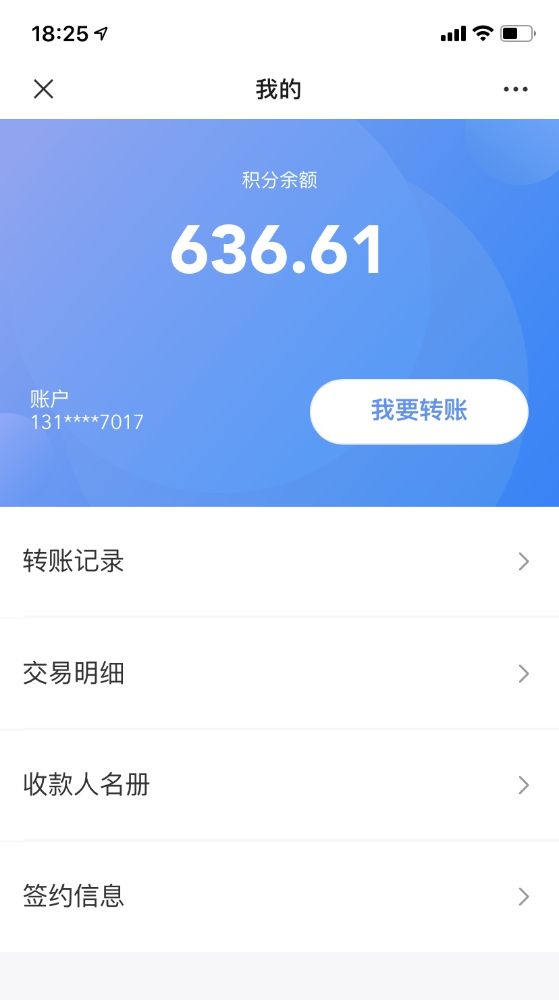 18:25
我的
积分余额
636.61
账户
131****7017
我要转账
转账记录
交易明细
收款人名册
签约信息